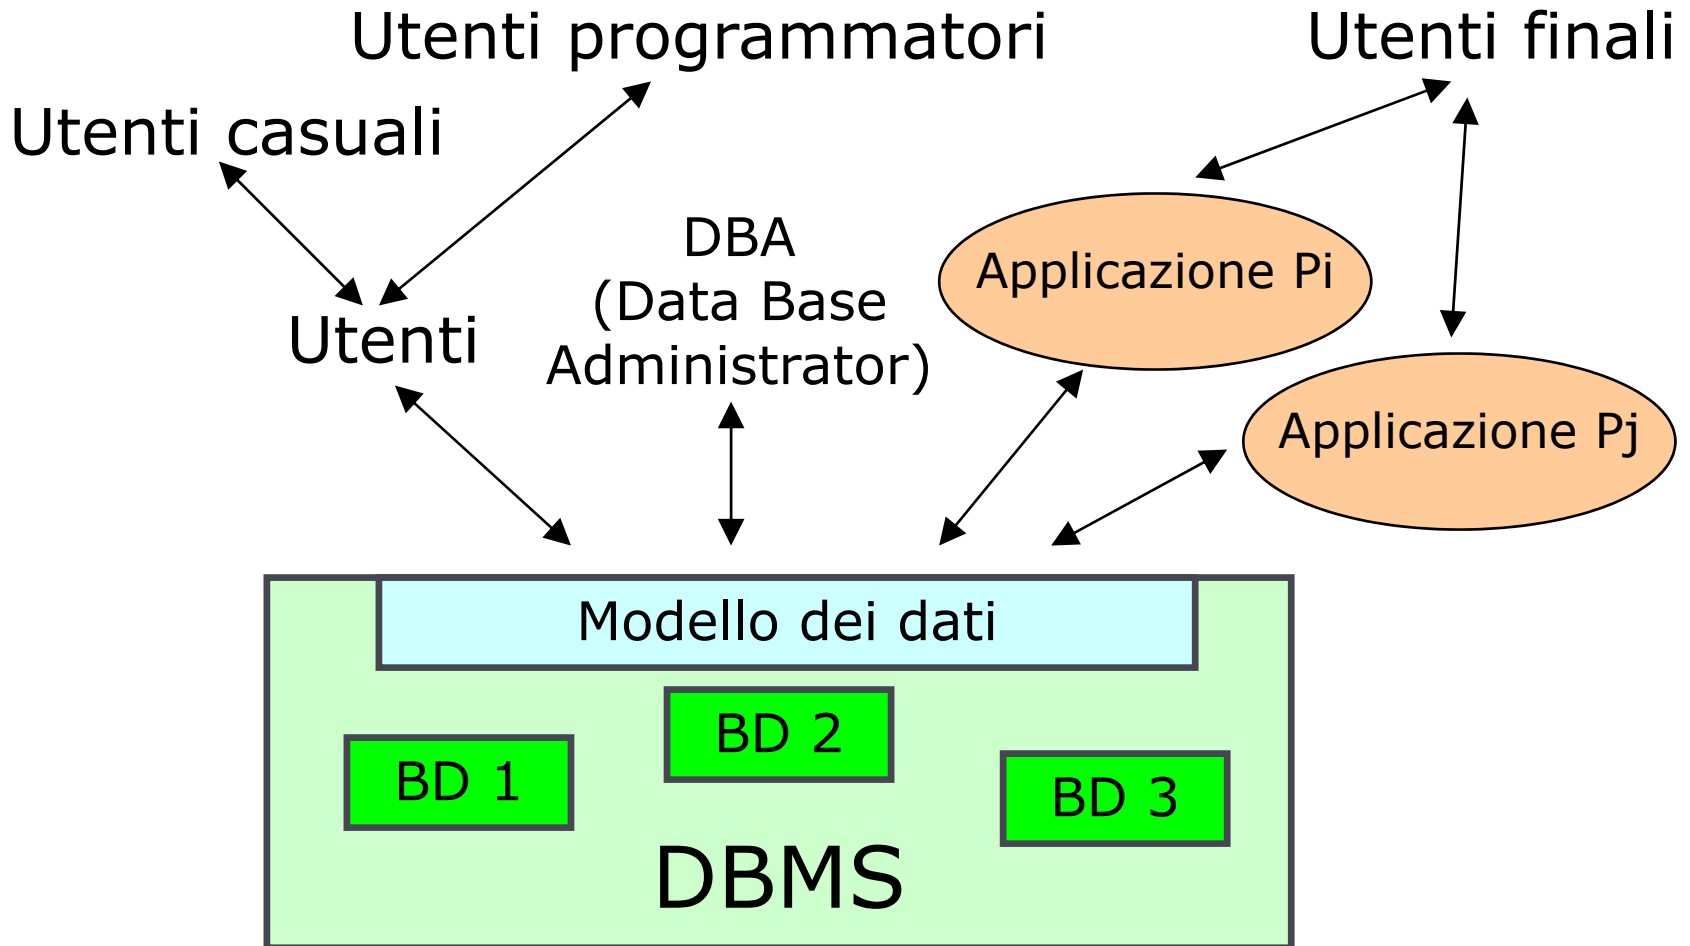 Utenti programmatori
Utenti finali
Utenti casuali
DBA
(Data Base
Administrator)
Applicazione Pi
Utenti
Applicazione Pj
Modello dei dati
BD 2
BD 1
BD 3
DBMS